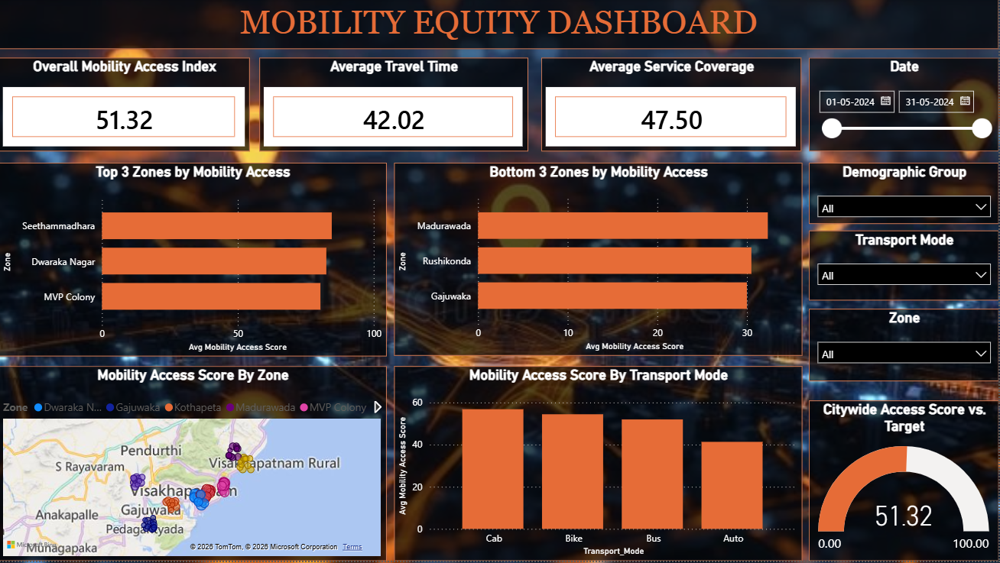 MOBILITY EQUITY DASHBOARD
Overall Mobility Access Index
51.32
Average Travel Time
42.02
Average Service Coverage
47.50
Date
01-05-2024
31-05-2024
Top 3 Zones by Mobility Access
Zone
Seethammadhara
Dwaraka Nagar
MVP Colony
0 50 100
Avg Mobility Access Score
Bottom 3 Zones by Mobility Access
Zone
Madurawada
Rushikonda
Gajuwaka
0 10 20 30
Avg Mobility Access Score
Demographic Group
All
Transport Mode
All
Zone
All
Mobility Access Score By Zone
Zone Dwaraka N... Gajuwaka Kothapeta Madurawada MVP Colony
Pendurthi
S Rayavaram
Visakhapatnam Rural
Gajuwaka
Anakapalle
Munagapaka
Microsoft Bing
© 2026 TomTom, © 2026 Microsoft Corporation Terms
Mobility Access Score By Transport Mode
Avg Mobility Access Score
60
40
20
0
Cab Bike Bus Auto
Transport_Mode
Citywide Access Score vs.
Target
51.32
0.00 100.00